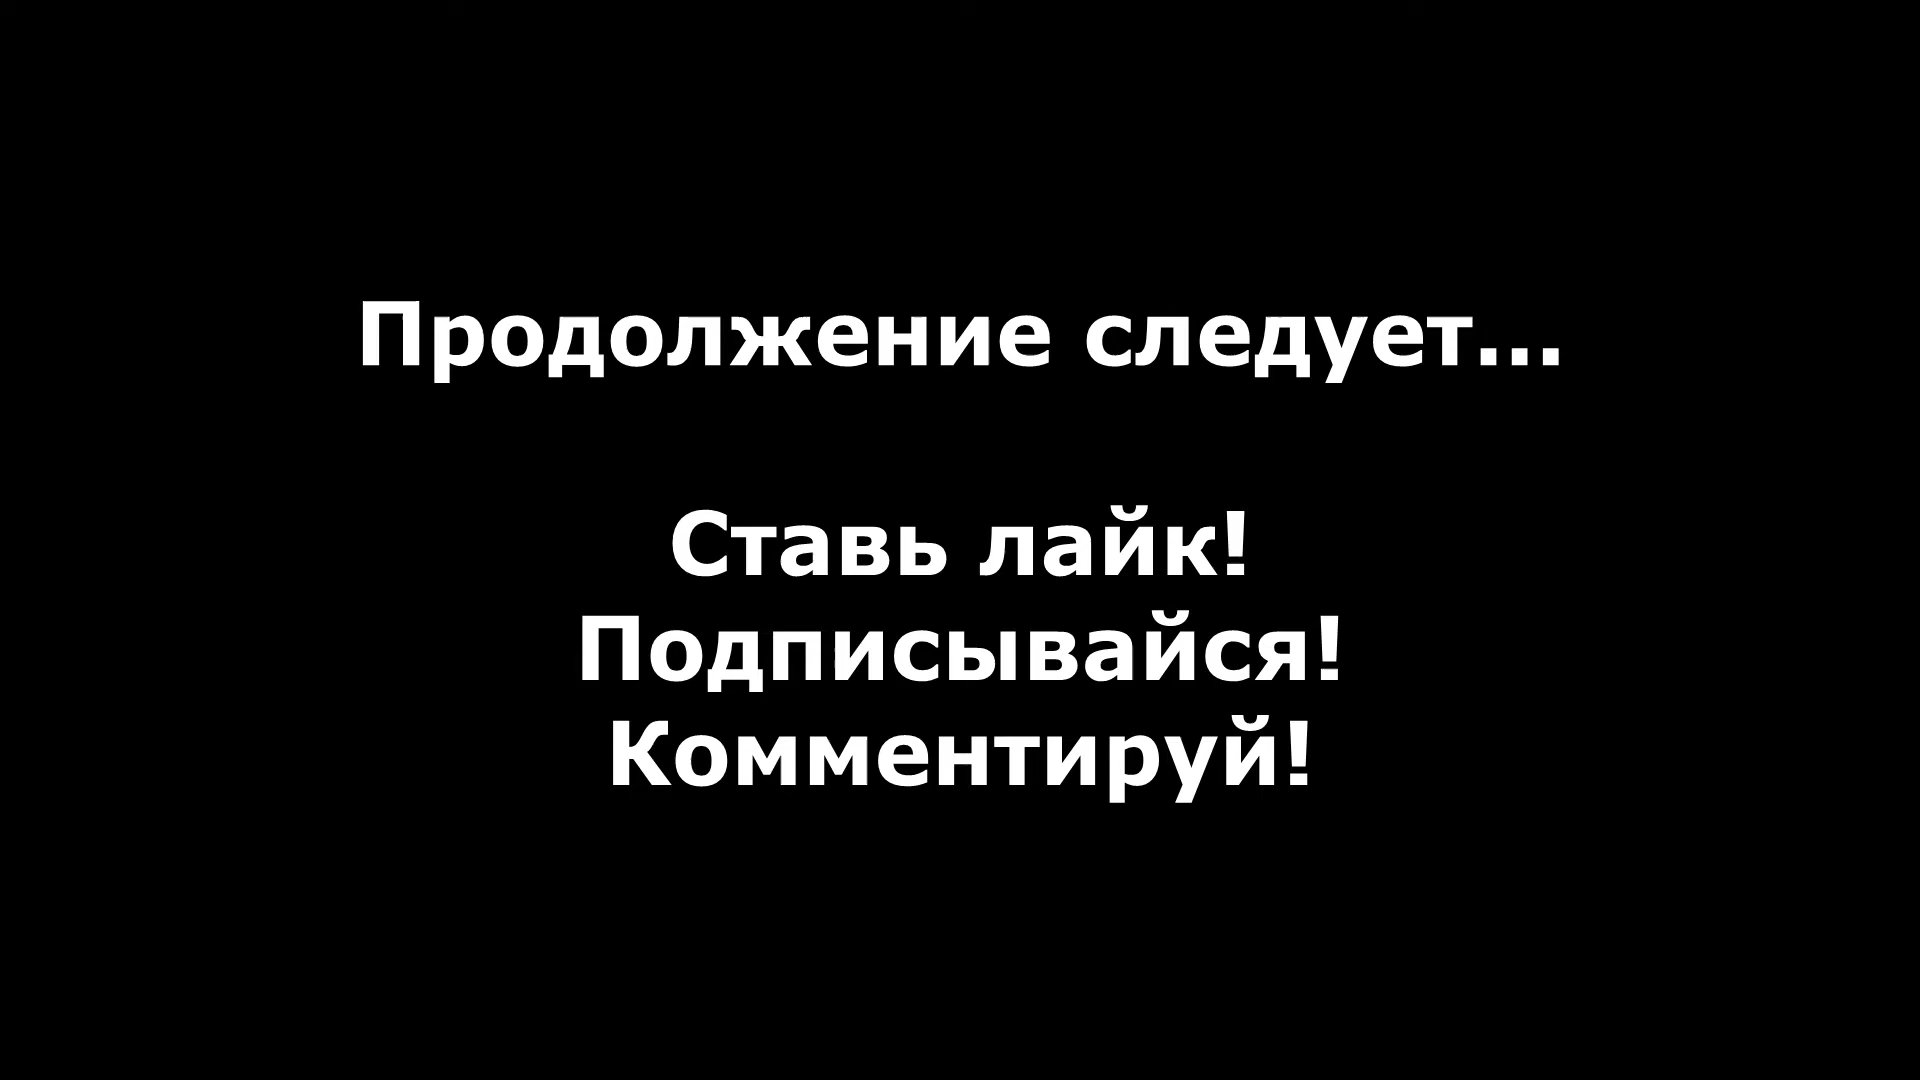 Продолжение следует...
Ставь лайк!
Подписывайся!
Комментируй!